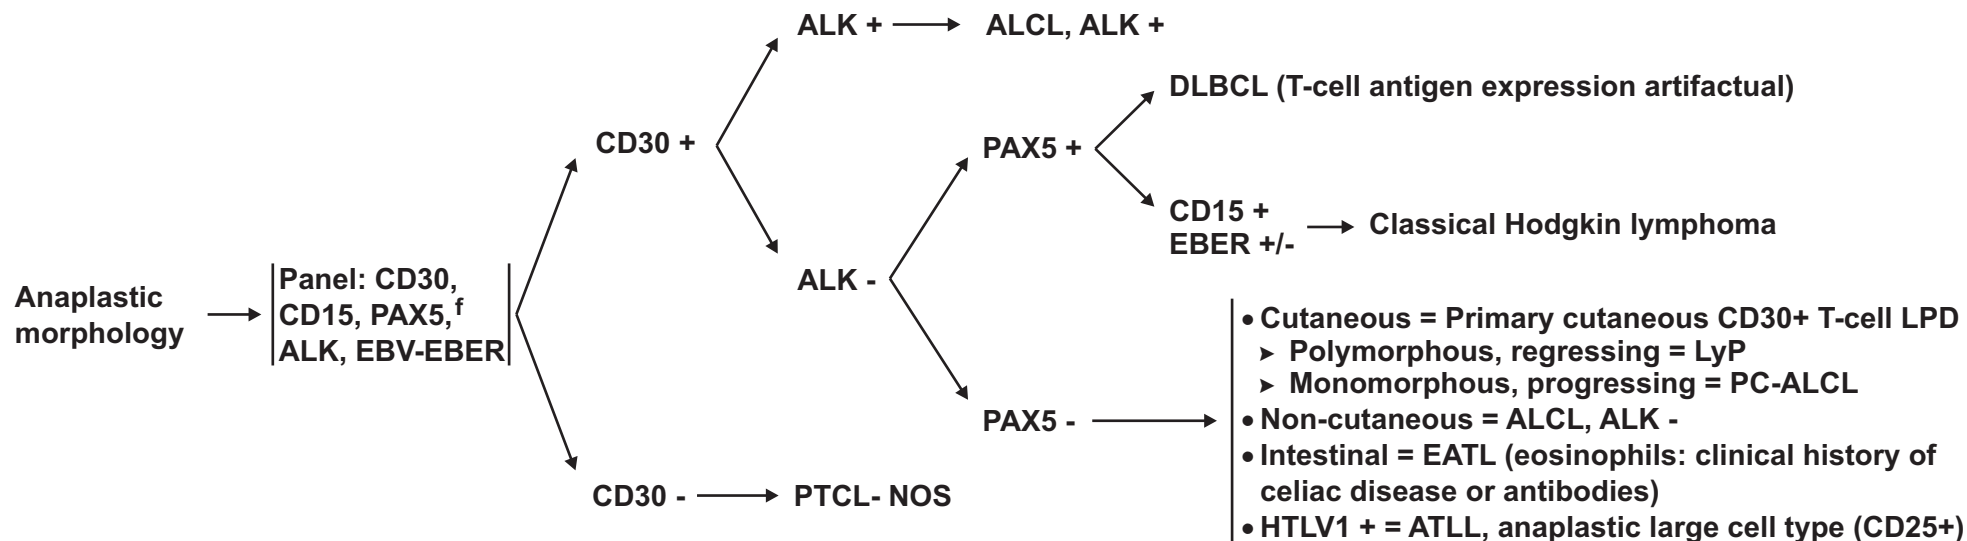 ALK + ALCL, ALK +
DLBCL (T-cell antigen expression artifactual)
CD30 +
PAX5 +
CD15 +
EBER +/-
Classical Hodgkin lymphoma
ALK -
Anaplastic
morphology
Panel: CD30,
CD15, PAX5,f
ALK, EBV-EBER
PAX5 -
• Cutaneous = Primary cutaneous CD30+ T-cell LPD
➤ Polymorphous, regressing = LyP
➤ Monomorphous, progressing = PC-ALCL
• Non-cutaneous = ALCL, ALK -
• Intestinal = EATL (eosinophils: clinical history of
celiac disease or antibodies)
• HTLV1 + = ATLL, anaplastic large cell type (CD25+)
CD30 - PTCL- NOS